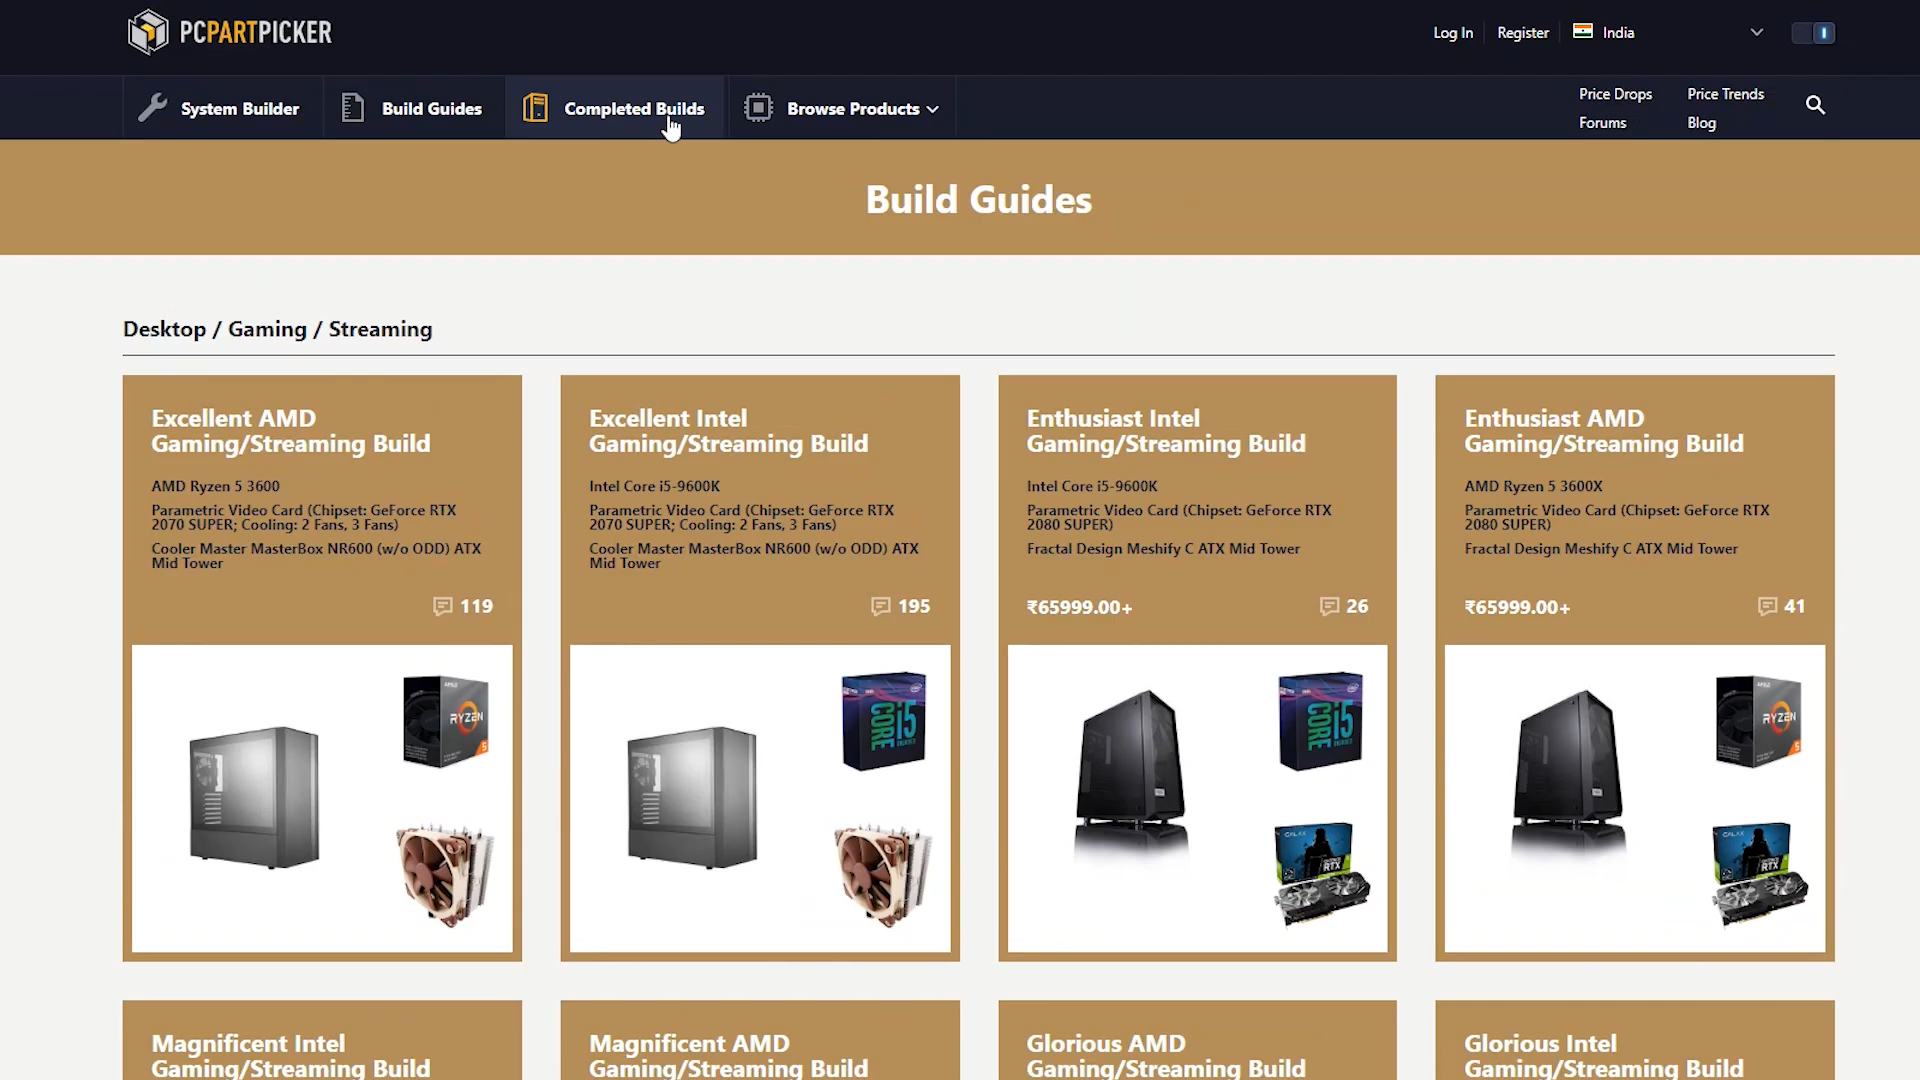 PCPARTPICKER
Log In
Register
India
System Builder
Build Guides
Completed Builds
Browse Products
Price Drops
Price Trends
Forums
Blog
Build Guides
Desktop / Gaming / Streaming
Excellent AMD
Gaming/Streaming Build
AMD Ryzen 5 3600
Parametric Video Card (Chipset: GeForce RTX
2070 SUPER; Cooling: 2 Fans, 3 Fans)
Cooler Master MasterBox NR600 (w/o ODD) ATX
Mid Tower
119
RYZEN
5
Excellent Intel
Gaming/Streaming Build
Intel Core i5-9600K
Parametric Video Card (Chipset: GeForce RTX
2070 SUPER; Cooling: 2 Fans, 3 Fans)
Cooler Master MasterBox NR600 (w/o ODD) ATX
Mid Tower
195
CORE i5
Enthusiast Intel
Gaming/Streaming Build
Intel Core i5-9600K
Parametric Video Card (Chipset: GeForce RTX
2080 SUPER)
Fractal Design Meshify C ATX Mid Tower
₹65999.00+
26
CORE i5
GALAX
RTX
Enthusiast AMD
Gaming/Streaming Build
AMD Ryzen 5 3600X
Parametric Video Card (Chipset: GeForce RTX
2080 SUPER)
Fractal Design Meshify C ATX Mid Tower
₹65999.00+
41
RYZEN
5
GALAX
RTX
Magnificent Intel
Gaming/Streaming Build
Magnificent AMD
Gaming/Streaming Build
Glorious AMD
Gaming/Streaming Build
Glorious Intel
Gaming/Streaming Build